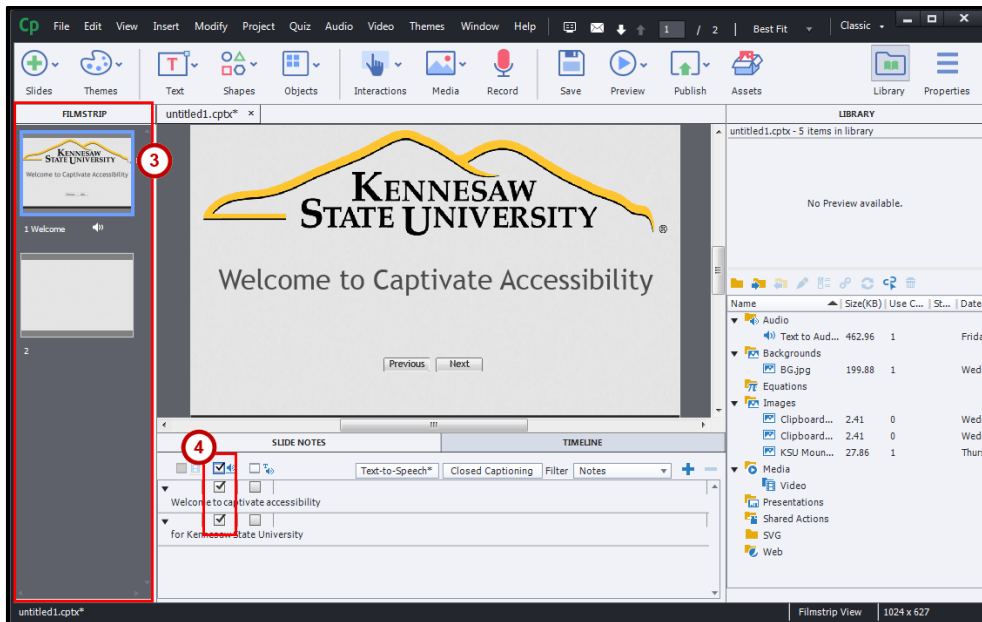 Cp File Edit View Insert Modify Project Quiz Audio Video Themes Window Help 1 / 2 Best Fit Classic
Slides Themes Text Shapes Objects Interactions Media Record Save Preview Publish Assets Library Properties
FILMSTRIP
untitled1.cptx* ×
LIBRARY
untitled1.cptx - 5 items in library
3
KENNESAW
STATE UNIVERSITY
Welcome to Captivate Accessibility
1 Welcome
2
KENNESAW
STATE UNIVERSITY ®
Welcome to Captivate Accessibility
Previous Next
No Preview available.
Name Size(KB) Use C... St... Date
Audio
Text to Aud... 462.96 1 Frida
Backgrounds
BG.jpg 199.88 1 Wed
Equations
Images
Clipboard... 2.41 0 Wed
Clipboard... 2.41 0 Wed
KSU Moun... 27.86 1 Thurs
Media
Video
Presentations
Shared Actions
SVG
Web
4
SLIDE NOTES TIMELINE
Text-to-Speech* Closed Captioning Filter Notes
Welcome to captivate accessibility
for Kennesaw State University
untitled1.cptx* Filmstrip View 1024 x 627